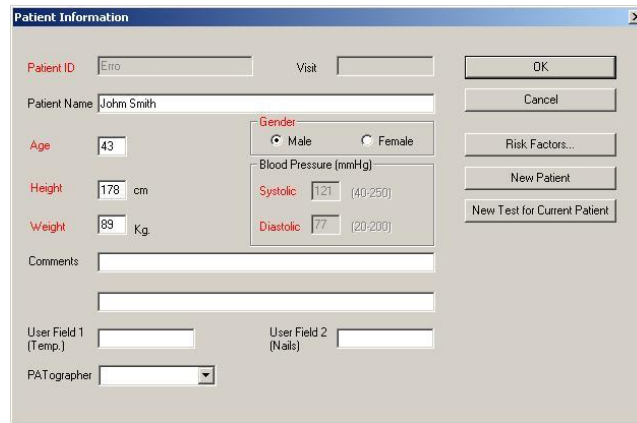 Patient Information
Patient ID Erro Visit OK
Patient Name Johm Smith Cancel
Gender
Age 43 Male Female Risk Factors...
Blood Pressure (mmHg)
New Patient
Height 178 cm Systolic 121 (40-250)
New Test for Current Patient
Weight 89 Kg. Diastolic 77 (20-200)
Comments
User Field 1 User Field 2
(Temp.) (Nails)
PATographer